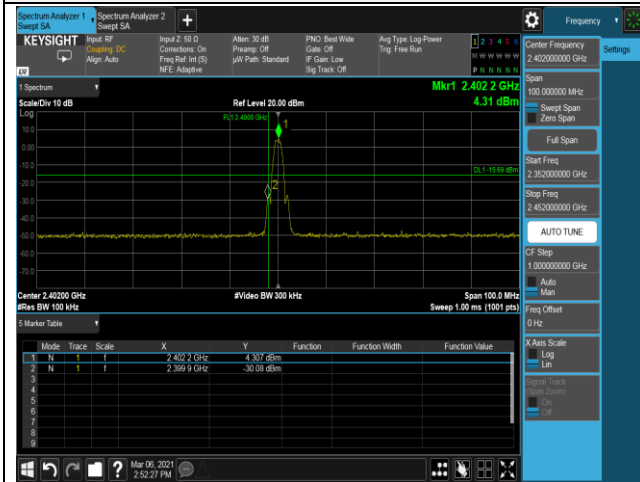 Spectrum Analyzer 1
Swept SA
Spectrum Analyzer 2
Swept SA
+
Frequency
KEYSIGHT
Input: RF
Coupling: DC
Align: Auto
Input Z: 50 Ω
Corrections: On
Freq Ref: Int (S)
NFE: Adaptive
Atten: 30 dB
Preamp: Off
µW Path: Standard
PNO: Best Wide
Gate: Off
IF Gain: Low
Sig Track: Off
Avg Type: Log-Power
Trig: Free Run
1 2 3 4 5 6
M W W W W W
P N N N N N
LXI
1 Spectrum
Scale/Div 10 dB
Log
Ref Level 20.00 dBm
Mkr1 2.402 2 GHz
4.31 dBm
FL1 2.4000 GHz
1
2
DL1 -15.69 dBm
10.0
0.00
-10.0
-20.0
-30.0
-40.0
-50.0
-60.0
-70.0
Center 2.40200 GHz
#Res BW 100 kHz
#Video BW 300 kHz
Span 100.0 MHz
Sweep 1.00 ms (1001 pts)
5 Marker Table
Mode Trace Scale X Y Function Function Width Function Value
1 N 1 f 2.402 2 GHz 4.307 dBm
2 N 1 f 2.399 9 GHz -30.08 dBm
3
4
5
6
7
8
9
Mar 06, 2021
2:52:27 PM
?
Settings
Center Frequency
2.402000000 GHz
Span
100.000000 MHz
Swept Span
Zero Span
Full Span
Start Freq
2.352000000 GHz
Stop Freq
2.452000000 GHz
AUTO TUNE
CF Step
1.000000000 GHz
Auto
Man
Freq Offset
0 Hz
X Axis Scale
Log
Lin
Signal Track
(Span Zoom)
On
Off